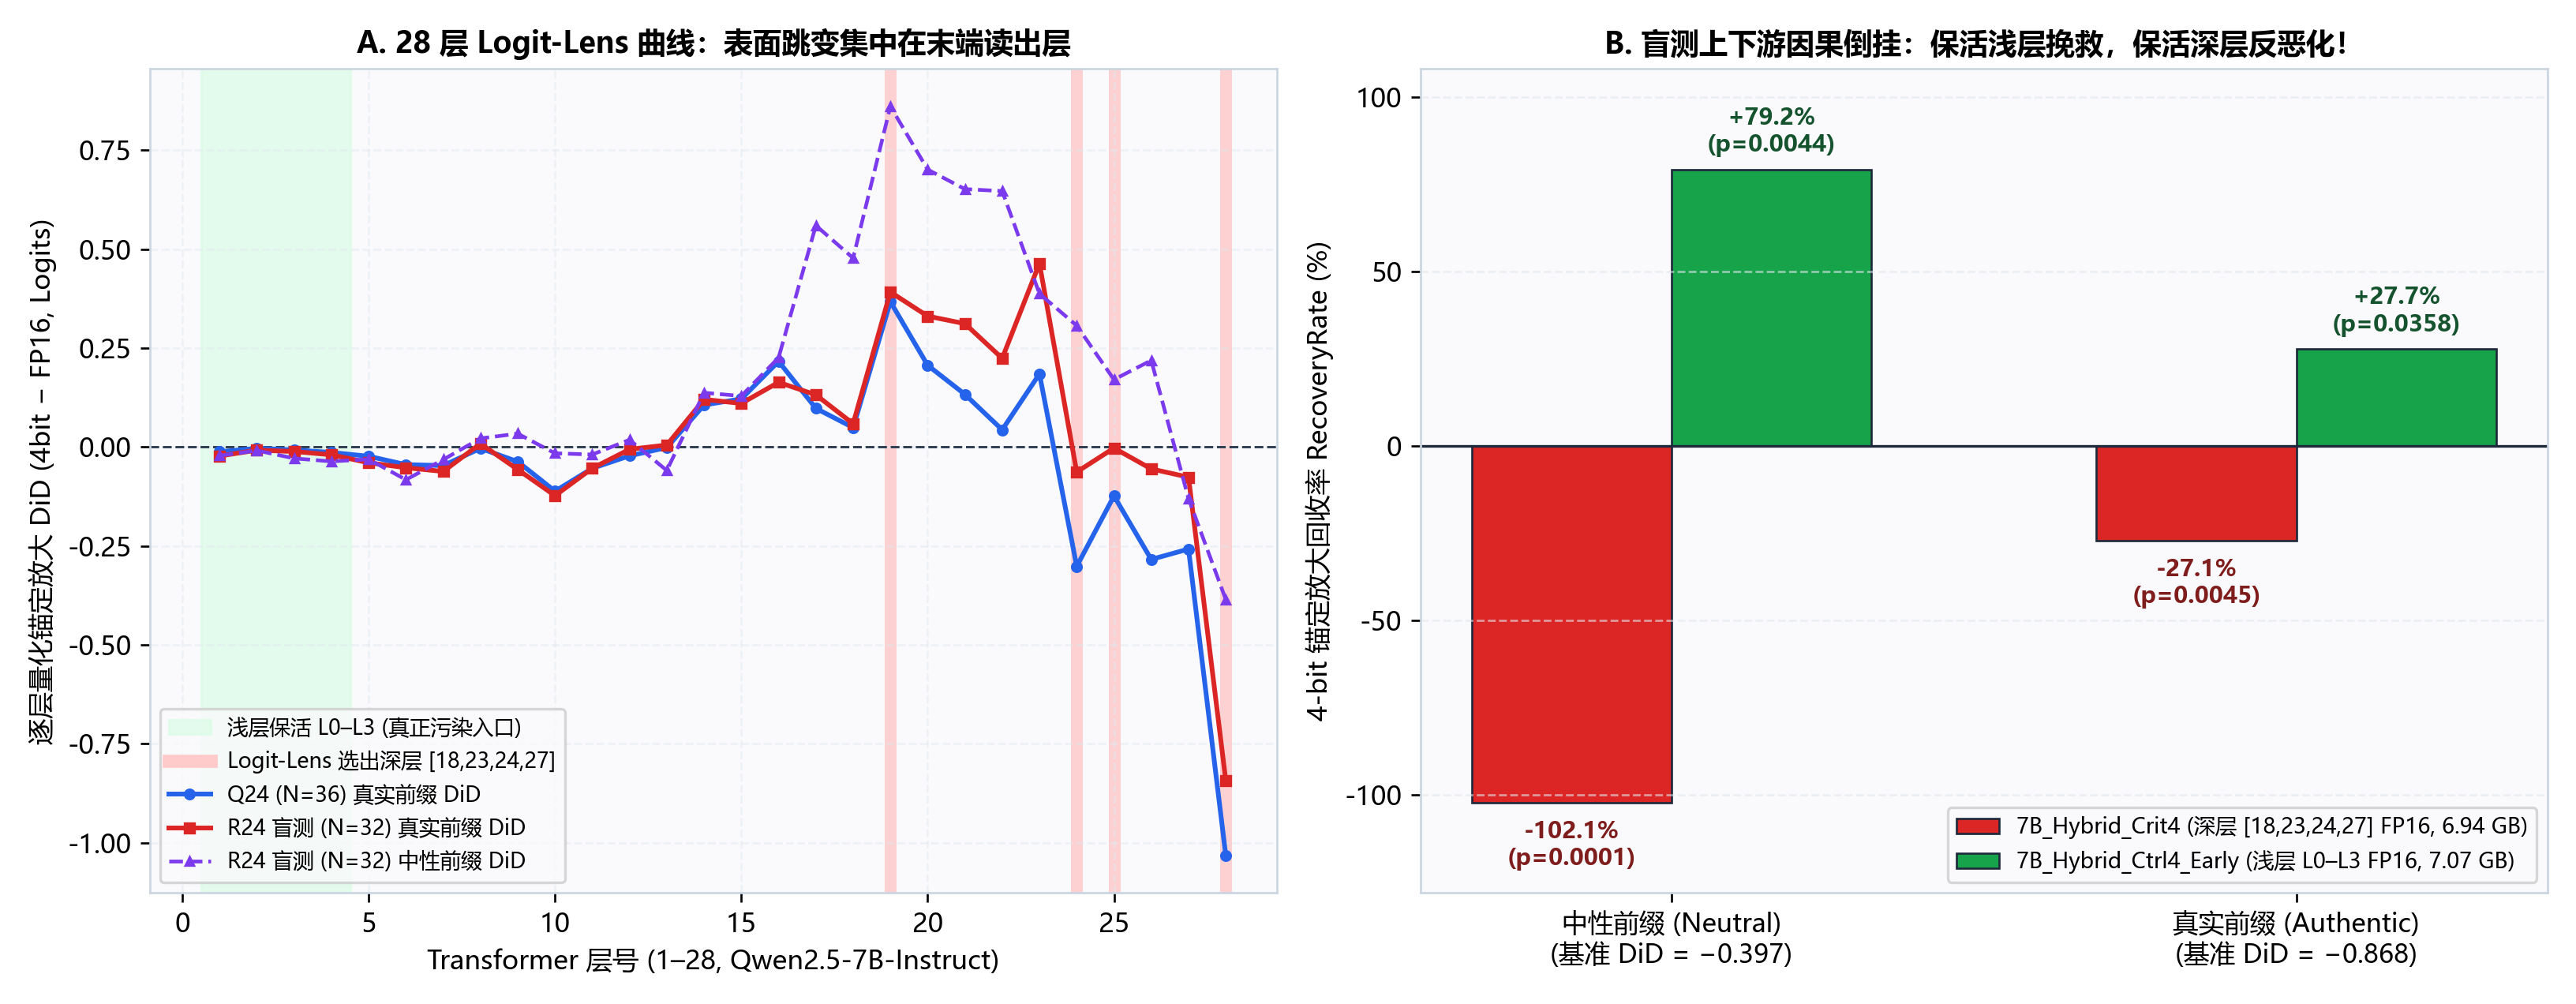 A. 28 层 Logit-Lens 曲线：表面跳变集中在末端读出层
逐层量化锚定放大 DiD (4bit − FP16, Logits)
0.75
0.50
0.25
0.00
-0.25
-0.50
-0.75
-1.00
浅层保活 L0–L3 (真正污染入口)
Logit-Lens 选出深层 [18,23,24,27]
Q24 (N=36) 真实前缀 DiD
R24 盲测 (N=32) 真实前缀 DiD
R24 盲测 (N=32) 中性前缀 DiD
0
5
10
15
20
25
Transformer 层号 (1–28, Qwen2.5-7B-Instruct)
B. 盲测上下游因果倒挂：保活浅层挽救，保活深层反恶化！
4-bit 锚定放大回收率 RecoveryRate (%)
100
50
0
-50
-100
+79.2%
(p=0.0044)
+27.7%
(p=0.0358)
-27.1%
(p=0.0045)
-102.1%
(p=0.0001)
7B_Hybrid_Crit4 (深层 [18,23,24,27] FP16, 6.94 GB)
7B_Hybrid_Ctrl4_Early (浅层 L0–L3 FP16, 7.07 GB)
中性前缀 (Neutral)
(基准 DiD = −0.397)
真实前缀 (Authentic)
(基准 DiD = −0.868)